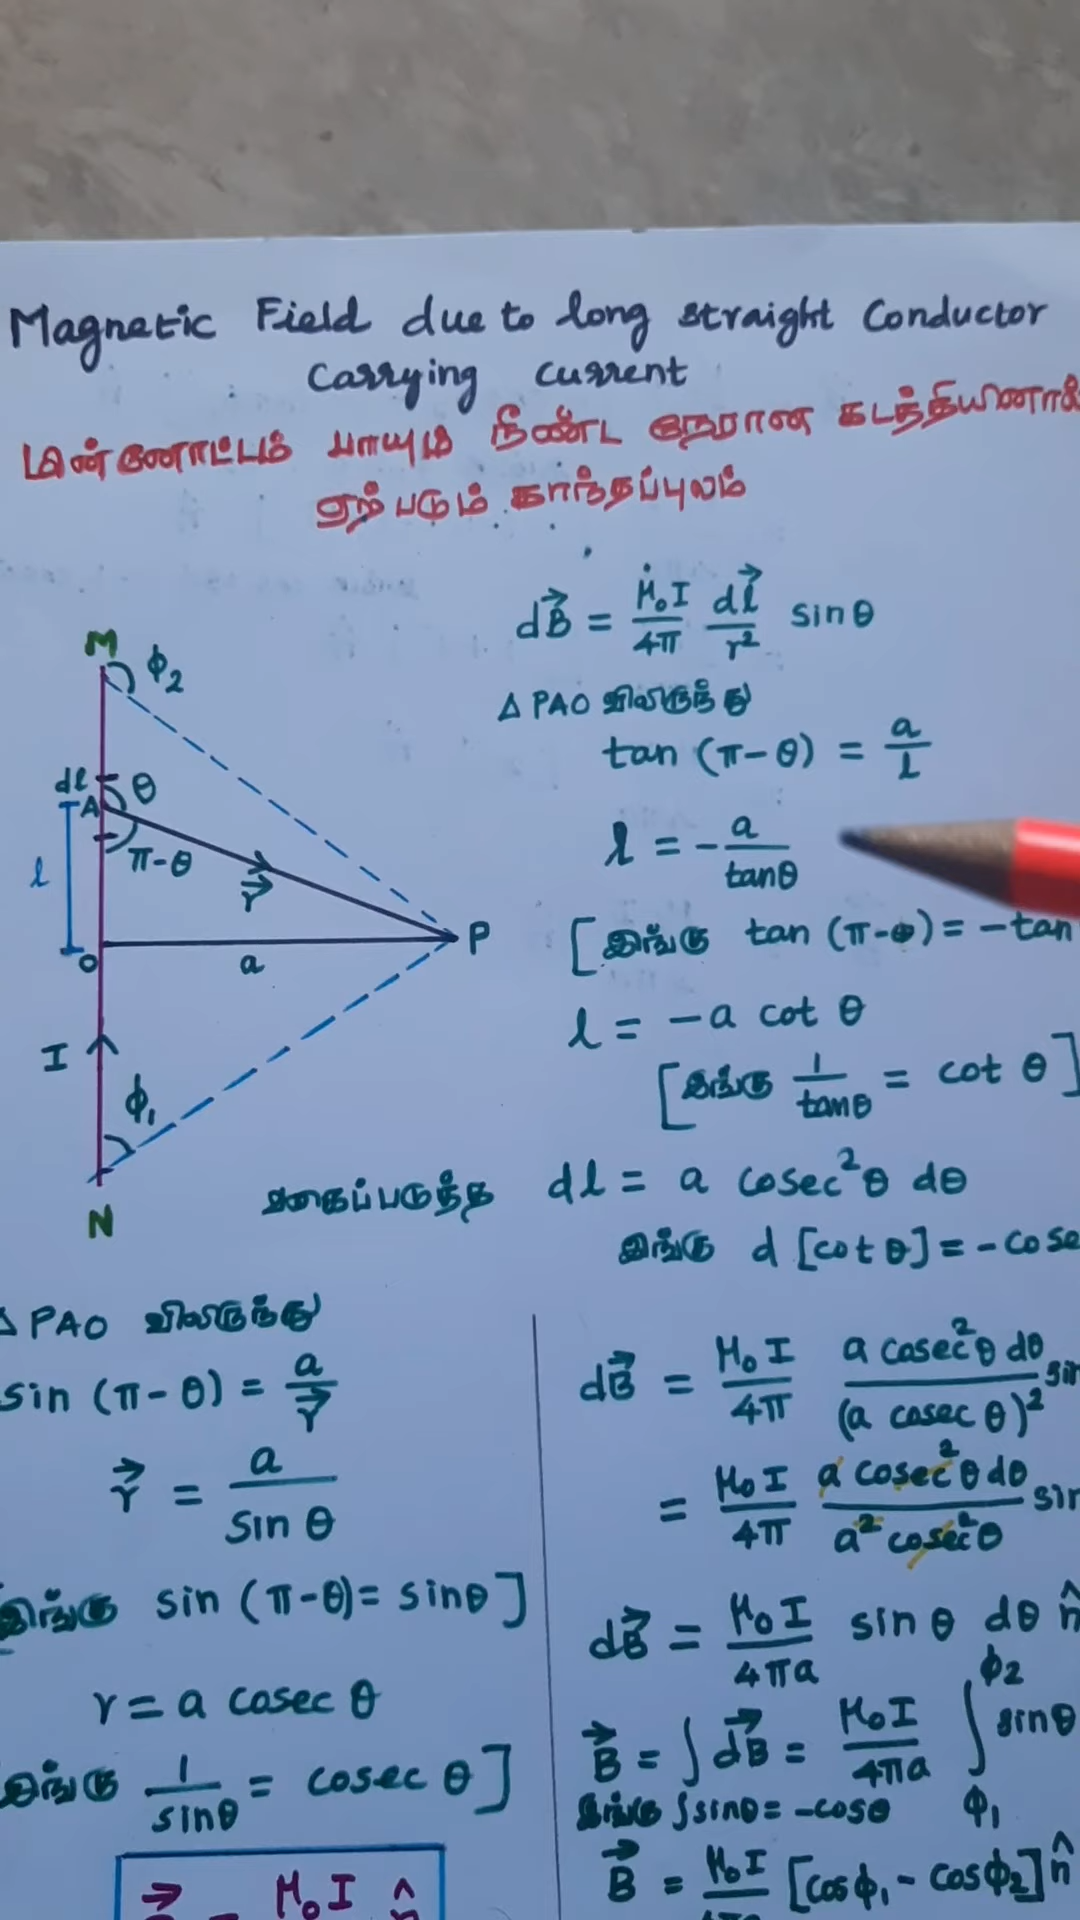 Magnetic Field due to long straight Conductor
carrying current
மின்னோட்டம் பாயும் நீண்ட நேரான கடத்தியினால்
ஏற்படும் காந்தப்புலம்
M
ϕ₂
dl
A
θ
π-θ
l
r⃗
P
O
a
I
ϕ₁
N
dB⃗ = μ₀I/4π dl⃗/r² sinθ
△ PAO விலிருந்து
tan (π-θ) = a/l
l = - a/tanθ
[இங்கு tan (π-θ) = -tan
l = -a cot θ
[இங்கு 1/tanθ = cot θ]
வகைப்படுத்த dl = a cosec²θ dθ
இங்கு d [cot θ] = - cose
△ PAO விலிருந்து
sin (π-θ) = a/r⃗
r⃗ = a/sin θ
[இங்கு sin (π-θ)= sinθ]
r = a cosec θ
இங்கு 1/sinθ = cosec θ]
μ₀I n̂
dB⃗ = μ₀I/4π a cosec²θ dθ/(a cosec θ)² sin
= μ₀I/4π a cosec²θ dθ/a² cosec²θ sin
dB⃗ = μ₀I/4πa sin θ dθ n̂
B⃗ = ∫ dB⃗ = μ₀I/4πa ∫ϕ₁^ϕ₂ sinθ
இங்கு ∫sinθ = -cosθ
B⃗ = μ₀I/4πa [cosϕ₁ - cosϕ₂] n̂